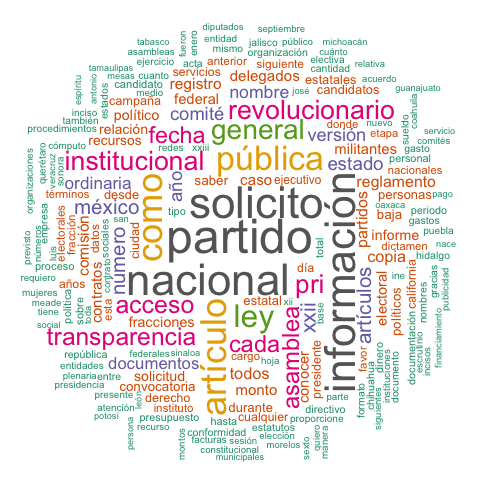 diputados septiembre
tabasco fueron enero entidad jalisco público michoacán
asambleas mismo organización cuánto
tamaulipas ejercicio acta anterior siguiente cantidad electiva relativa
mesas cuanto servicios delegados estatales acuerdo
espíritu antonio estados candidato registro nombre josé candidatos guanajuato
inciso medio campaña federal comité revolucionario nuevo coahuila
también político fecha general versión donde etapa sueldo
procedimientos relación militantes servicio
cómputo recursos redes xxiii pública gasto comités
organizaciones querétaro veracruz sonora institucional estado personal nacionales
ordinaria año como saber caso ejecutivo reglamento
términos desde solicito personas pago
números empresa luis electorales fracción comisión méxico tipo partido información partidos oaxaca baja periodo gastos
previsto datos ciudad número total informe puebla
proceso sociales contrato contratos nacional artículos dictamen nace
requiero años día copia hidalgo
mujeres política sobre esta acceso artículo ley estatal xii pri xxii base ine electoral california gracias
meade tiene toda san fracciones asamblea políticos nombres documentación publicidad
social transparencia cada
república federales sinaloa cargo hoja conocer presidente favor dinero escrutinio financiamiento
entidades documentos todos chihuahua instituciones incisos
plenaria entre solicitud monto formato siguientes documento
presidencia convocatoria
presente león derecho durante directivo parte
atención instituto cualquier proporcione
potosí presupuesto hasta estatutos
persona recurso conformidad elección quiero manera
montos facturas sesión morelos sexto
constitucional
municipales